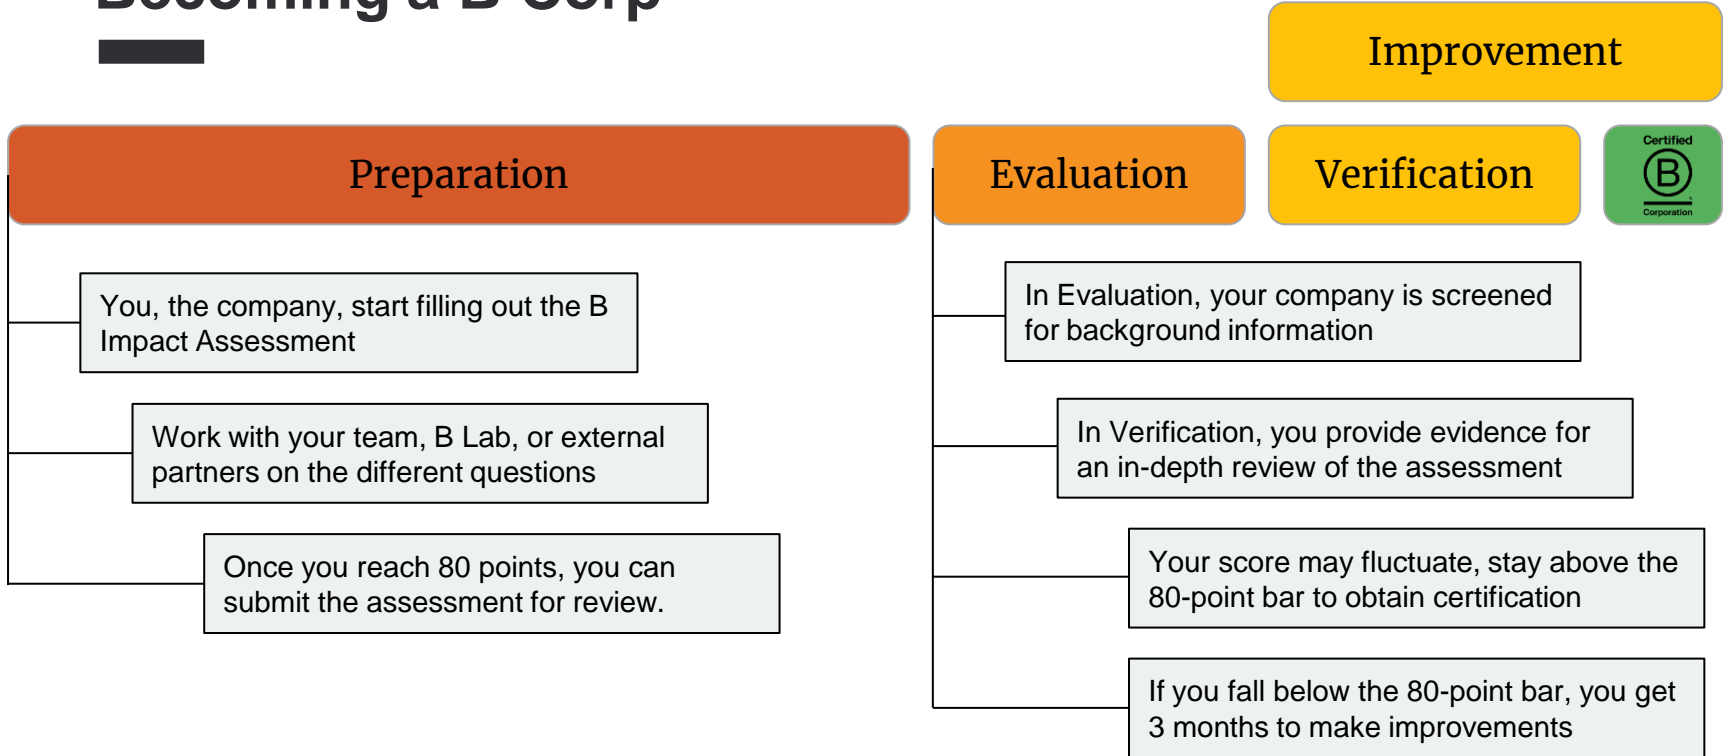 Becoming a B Corp
Improvement
Preparation
Evaluation
Verification
Certified
B
Corporation
You, the company, start filling out the B
Impact Assessment
Work with your team, B Lab, or external
partners on the different questions
Once you reach 80 points, you can
submit the assessment for review.
In Evaluation, your company is screened
for background information
In Verification, you provide evidence for
an in-depth review of the assessment
Your score may fluctuate, stay above the
80-point bar to obtain certification
If you fall below the 80-point bar, you get
3 months to make improvements